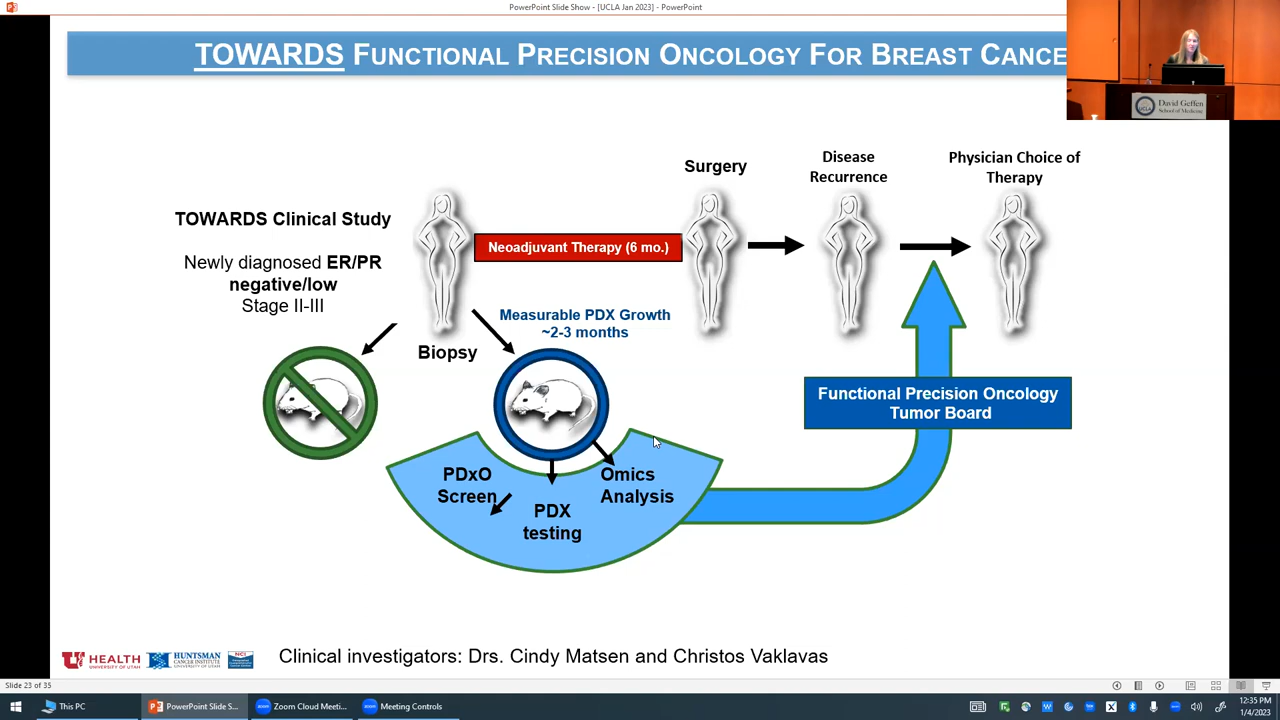 PowerPoint Slide Show - [UCLA Jan 2023] - PowerPoint
TOWARDS FUNCTIONAL PRECISION ONCOLOGY FOR BREAST CANCE
UCLA
David Geffen
School of Medicine
Surgery
Disease
Recurrence
Physician Choice of
Therapy
TOWARDS Clinical Study
Newly diagnosed ER/PR
negative/low
Stage II-III
Neoadjuvant Therapy (6 mo.)
Measurable PDX Growth
~2-3 months
Biopsy
Functional Precision Oncology
Tumor Board
PDxO
Screen
PDX
testing
Omics
Analysis
HEALTH
UNIVERSITY OF UTAH
HUNTSMAN
CANCER INSTITUTE
UNIVERSITY OF UTAH
NCI
Clinical investigators: Drs. Cindy Matsen and Christos Vaklavas
Slide 23 of 35
This PC
PowerPoint Slide S...
Zoom Cloud Meeti...
Meeting Controls
12:35 PM
1/4/2023